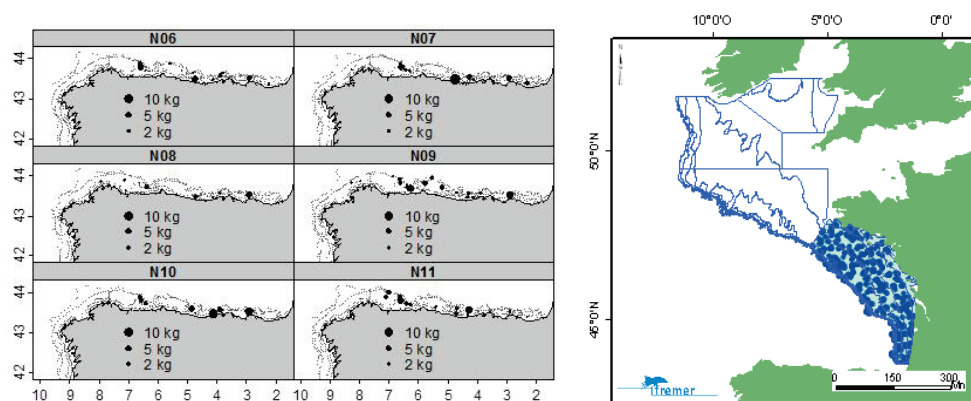 N06 N07
44
43
42
10 kg 10 kg
5 kg 5 kg
2 kg 2 kg
N08 N09
44
43
42
10 kg 10 kg
5 kg 5 kg
2 kg 2 kg
N10 N11
44
43
42
10 kg 10 kg
5 kg 5 kg
2 kg 2 kg
10 9 8 7 6 5 4 3 2 10 9 8 7 6 5 4 3 2
10°0'O 5°0'O 0°0'
N
50°0'N
45°0'N
Ifremer
0 150 300
Mn